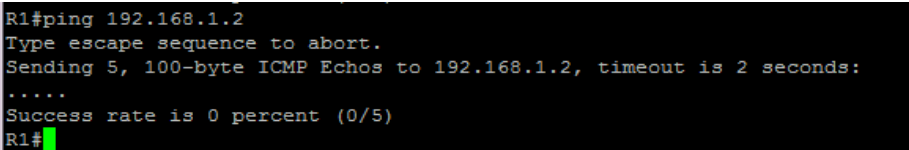 R1#ping 192.168.1.2
Type escape sequence to abort.
Sending 5, 100-byte ICMP Echos to 192.168.1.2, timeout is 2 seconds:
.....
Success rate is 0 percent (0/5)
R1#